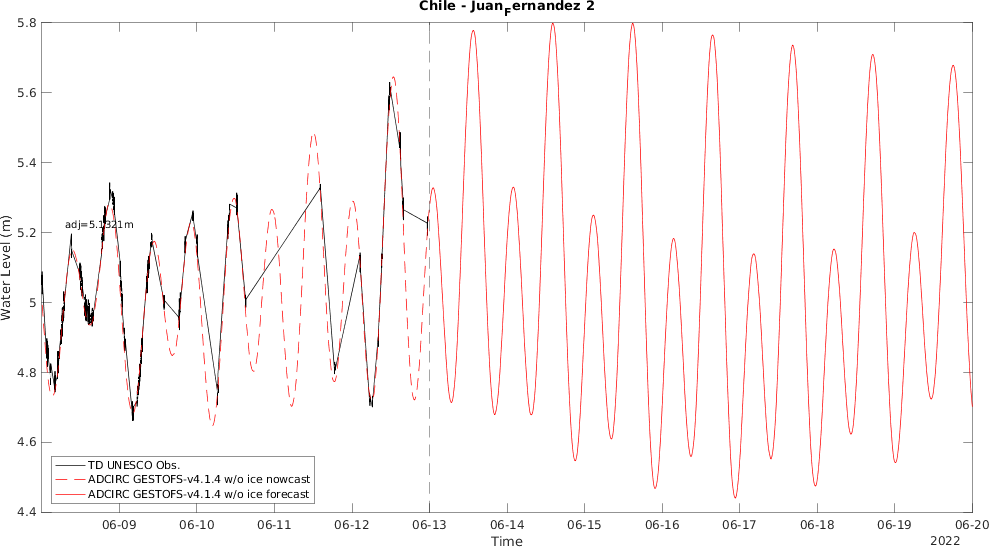 Chile - Juan_Fernandez 2
5.8
5.6
5.4
5.2
5
4.8
4.6
4.4
Water Level (m)
adj=5.1321m
TD UNESCO Obs.
ADCIRC GESTOFS-v4.1.4 w/o ice nowcast
ADCIRC GESTOFS-v4.1.4 w/o ice forecast
06-09 06-10 06-11 06-12 06-13 06-14 06-15 06-16 06-17 06-18 06-19 06-20
Time
2022